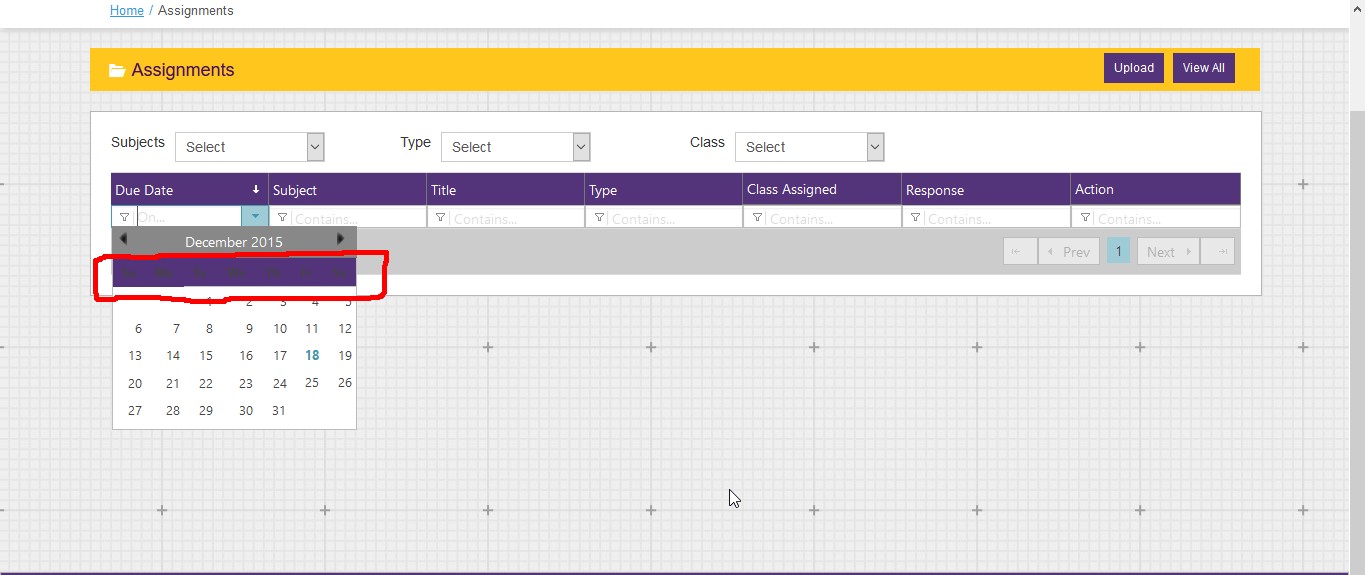 Home / Assignments
Assignments
Upload View All
Subjects Select Type Select Class Select
Due Date Subject Title Type Class Assigned Response Action
On... Contains... Contains... Contains... Contains... Contains... Contains...
December 2015
Prev 1 Next
1 2 3 4 5
6 7 8 9 10 11 12
13 14 15 16 17 18 19
20 21 22 23 24 25 26
27 28 29 30 31